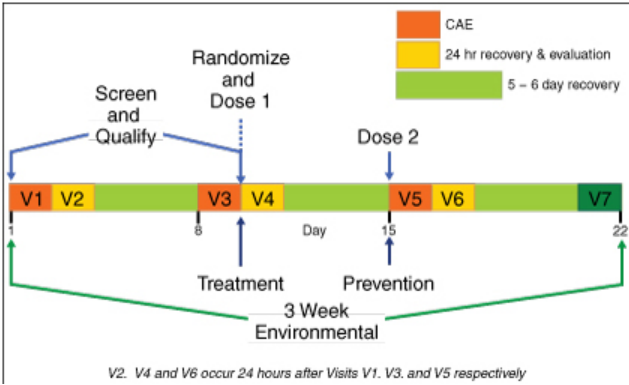 CAE
24 hr recovery & evaluation
5 – 6 day recovery
Randomize
and
Dose 1
Screen
and
Qualify
Dose 2
V1 V2 V3 V4 V5 V6 V7
1 8 Day 15 22
Treatment Prevention
3 Week
Environmental
V2. V4 and V6 occur 24 hours after Visits V1. V3. and V5 respectively